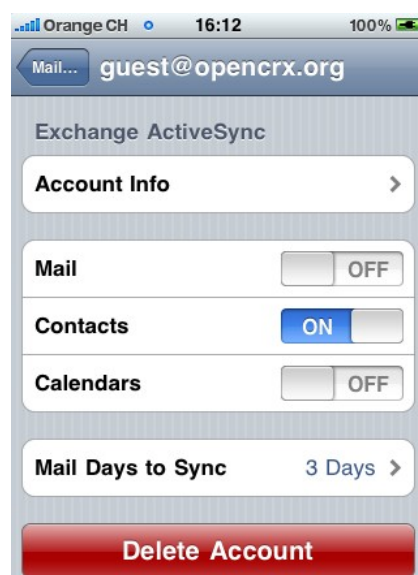 Orange CH 16:12 100%
Mail... guest@opencrx.org
Exchange ActiveSync
Account Info
Mail OFF
Contacts ON
Calendars OFF
Mail Days to Sync 3 Days
Delete Account